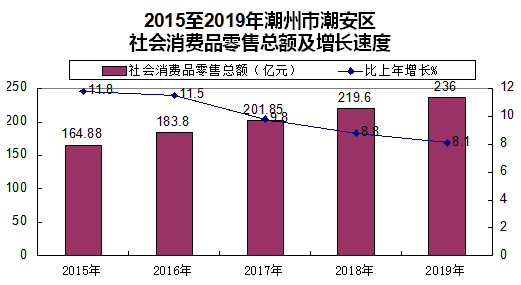 2015至2019年潮州市潮安区
社会消费品零售总额及增长速度
社会消费品零售总额（亿元） 比上年增长%
250 12
200 10
150 8
100 6
50 4
0 2
0
164.88 183.8 201.85 219.6 236
11.8 11.5 9.8 8.8 8.1
2015年 2016年 2017年 2018年 2019年